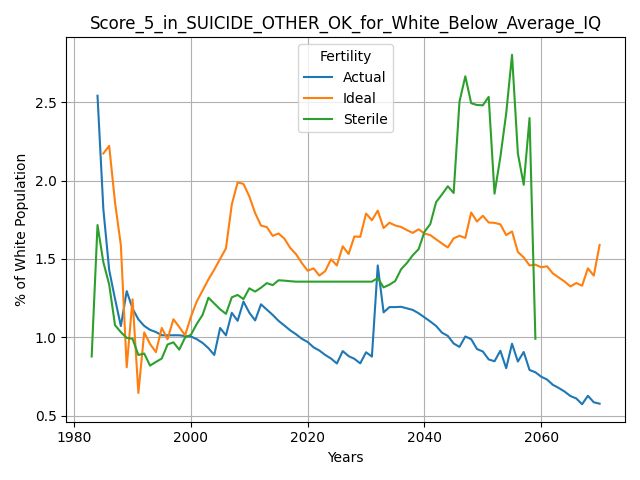 Score_5_in_SUICIDE_OTHER_OK_for_White_Below_Average_IQ
Fertility
Actual
Ideal
Sterile
% of White Population
2.5
2.0
1.5
1.0
0.5
1980 2000 2020 2040 2060
Years